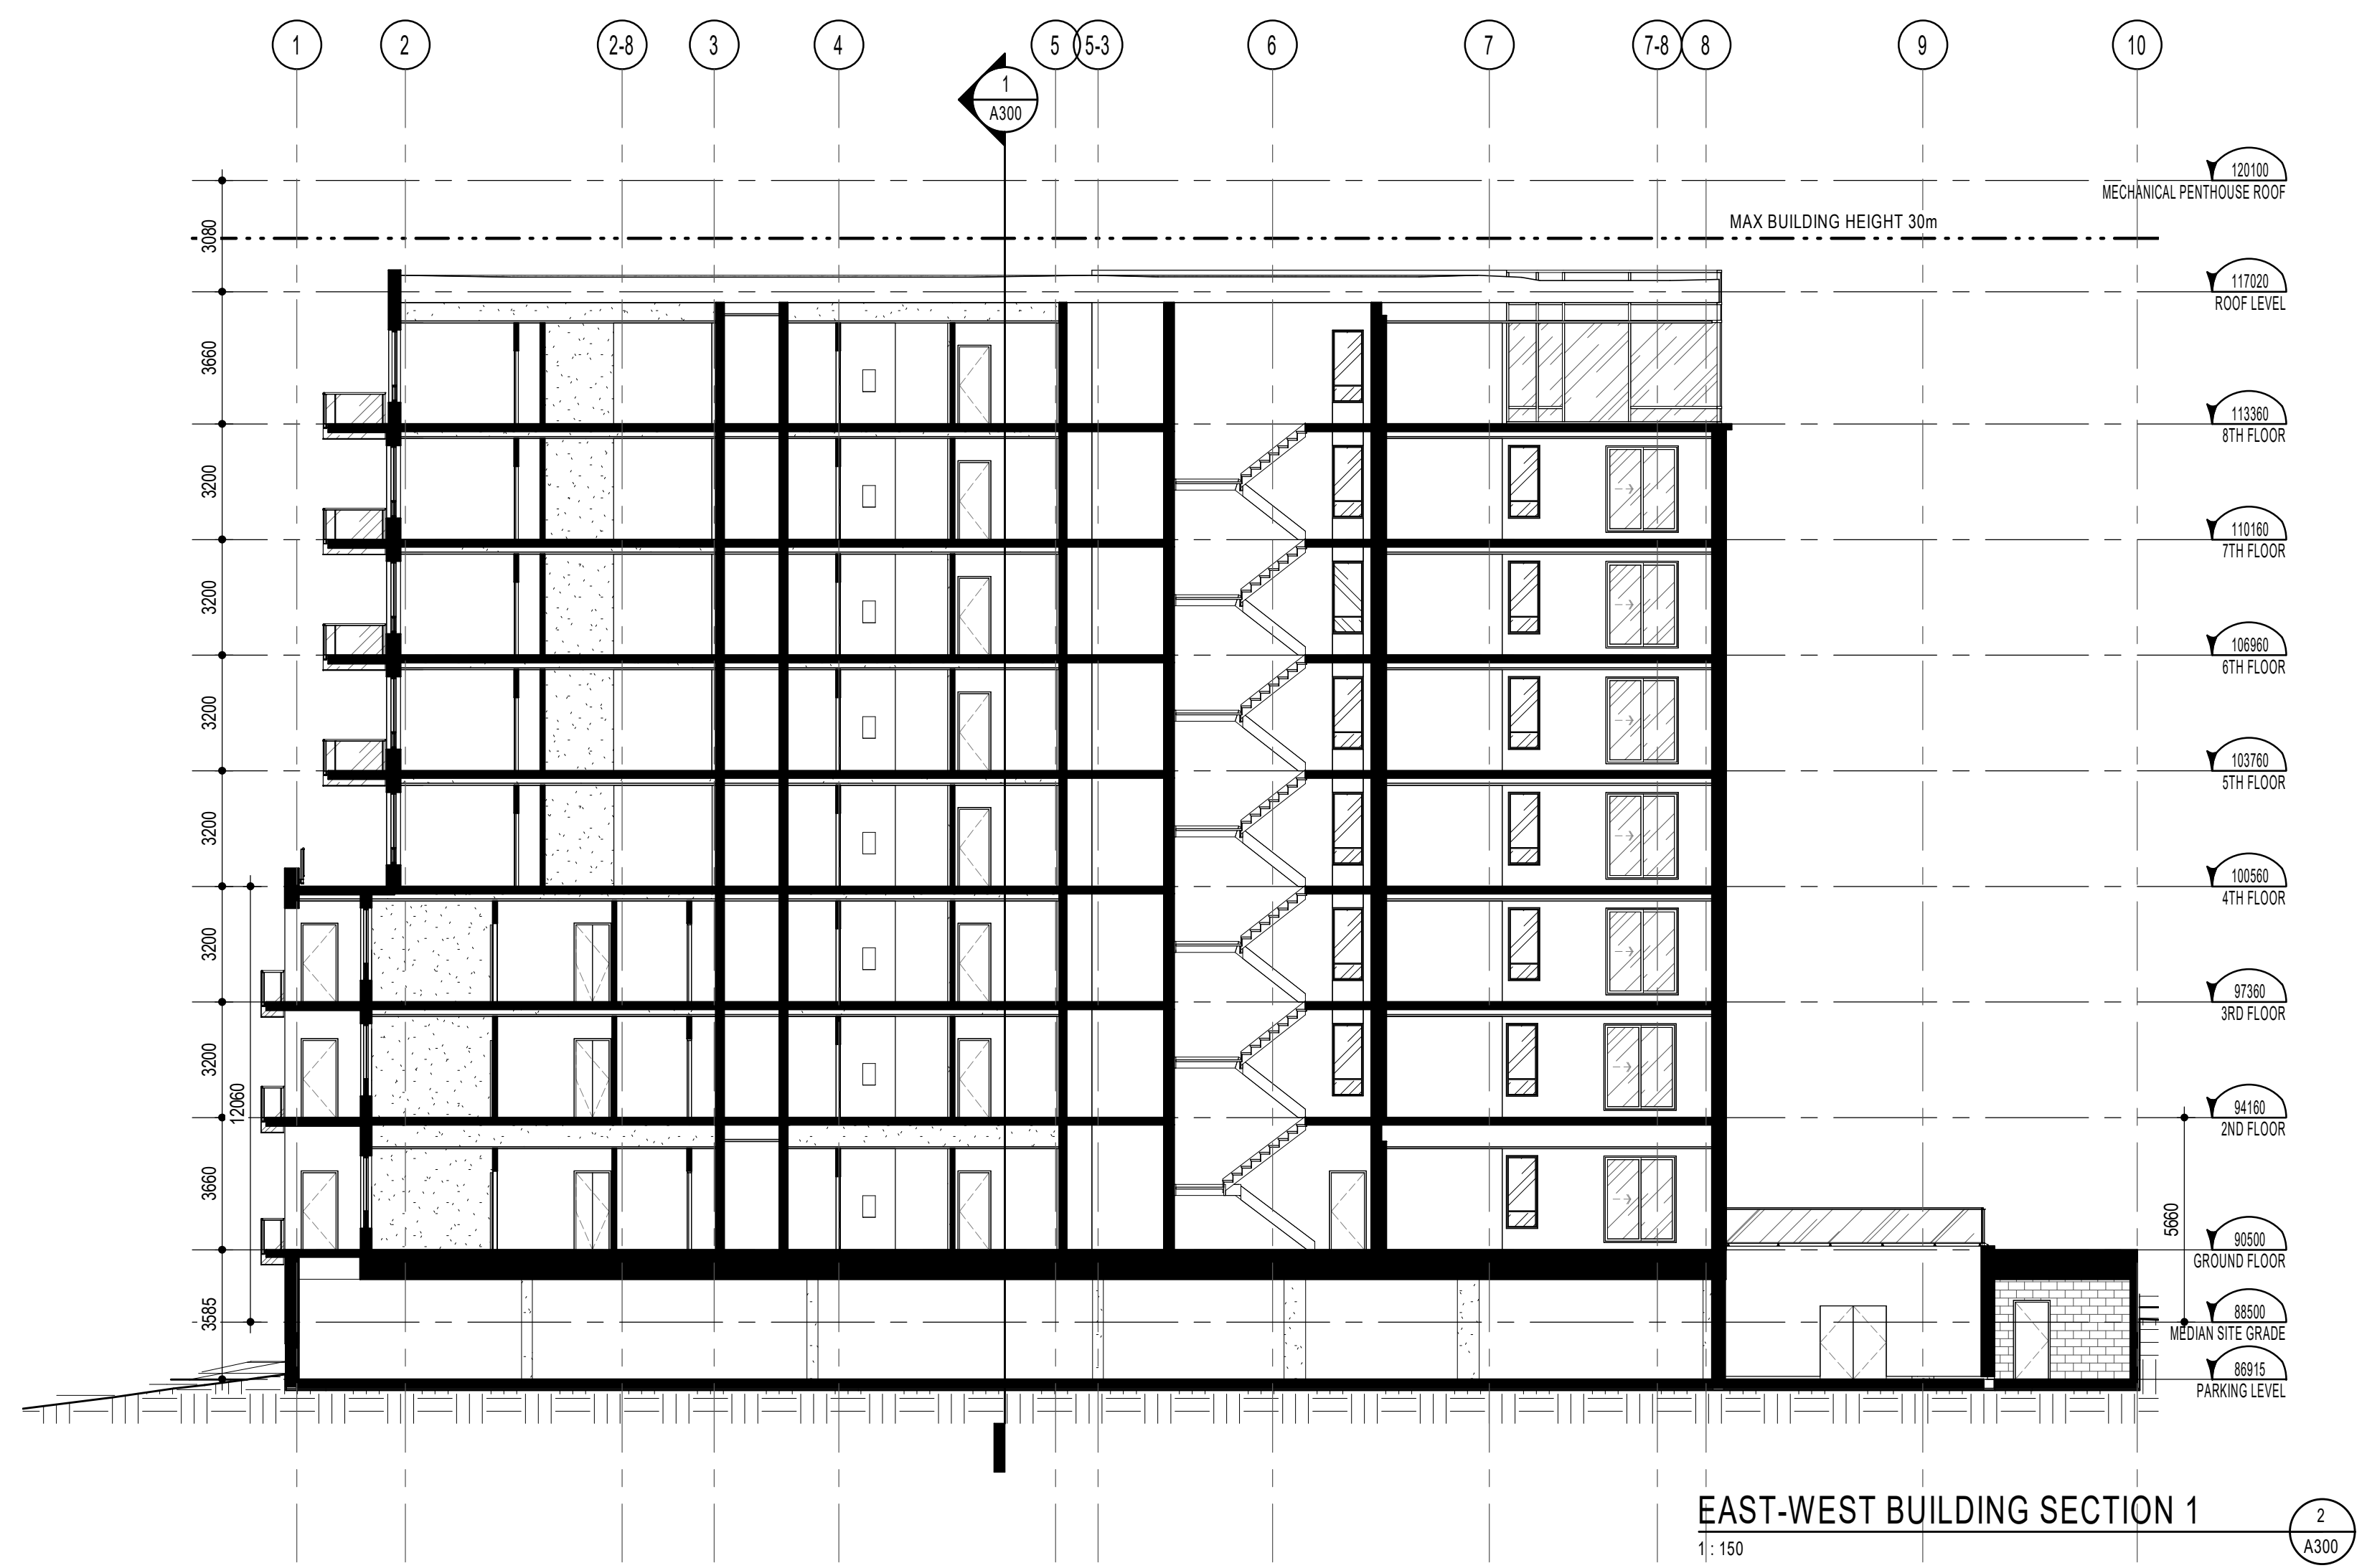 1 2 2-8 3 4 5 5-3 6 7 7-8 8 9 10
1
A300
120100
MECHANICAL PENTHOUSE ROOF
MAX BUILDING HEIGHT 30m
3080
117020
ROOF LEVEL
3660
113360
8TH FLOOR
3200
110160
7TH FLOOR
3200
106960
6TH FLOOR
3200
103760
5TH FLOOR
3200
100560
4TH FLOOR
3200
97360
3RD FLOOR
3200
12060
94160
2ND FLOOR
3660
5660
90500
GROUND FLOOR
3585
88500
MEDIAN SITE GRADE
86915
PARKING LEVEL
EAST-WEST BUILDING SECTION 1
1 : 150
2
A300